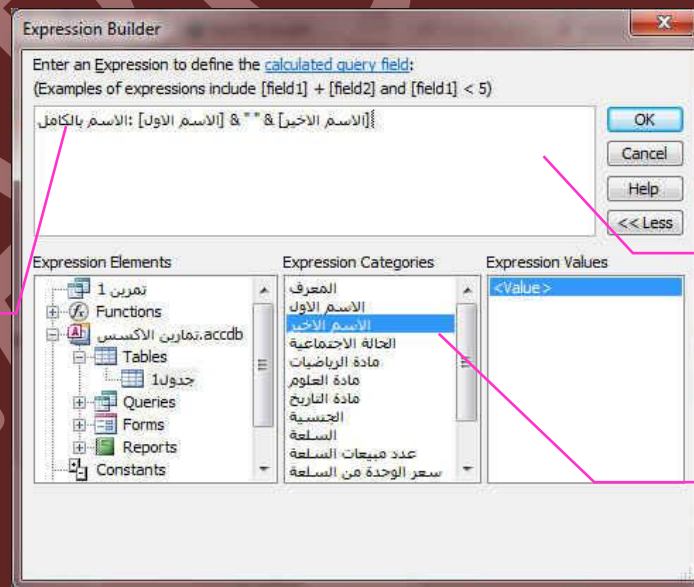 Expression Builder
Enter an Expression to define the calculated query field:
(Examples of expressions include [field1] + [field2] and [field1] < 5)
الاسم بالكامل: [الاسم الاول] & " " & [الاسم الاخير]
OK
Cancel
Help
<< Less
Expression Elements
تمرين 1
Functions
تمارين الاكسس.accdb
Tables
جدول1
Queries
Forms
Reports
Constants
Expression Categories
المعرف
الاسم الاول
الاسم الاخير
الحالة الاجتماعية
مادة الرياضيات
مادة العلوم
مادة التاريخ
الجنسية
السلعة
عدد مبيعات السلعة
سعر الوحدة من السلعة
Expression Values
<Value>